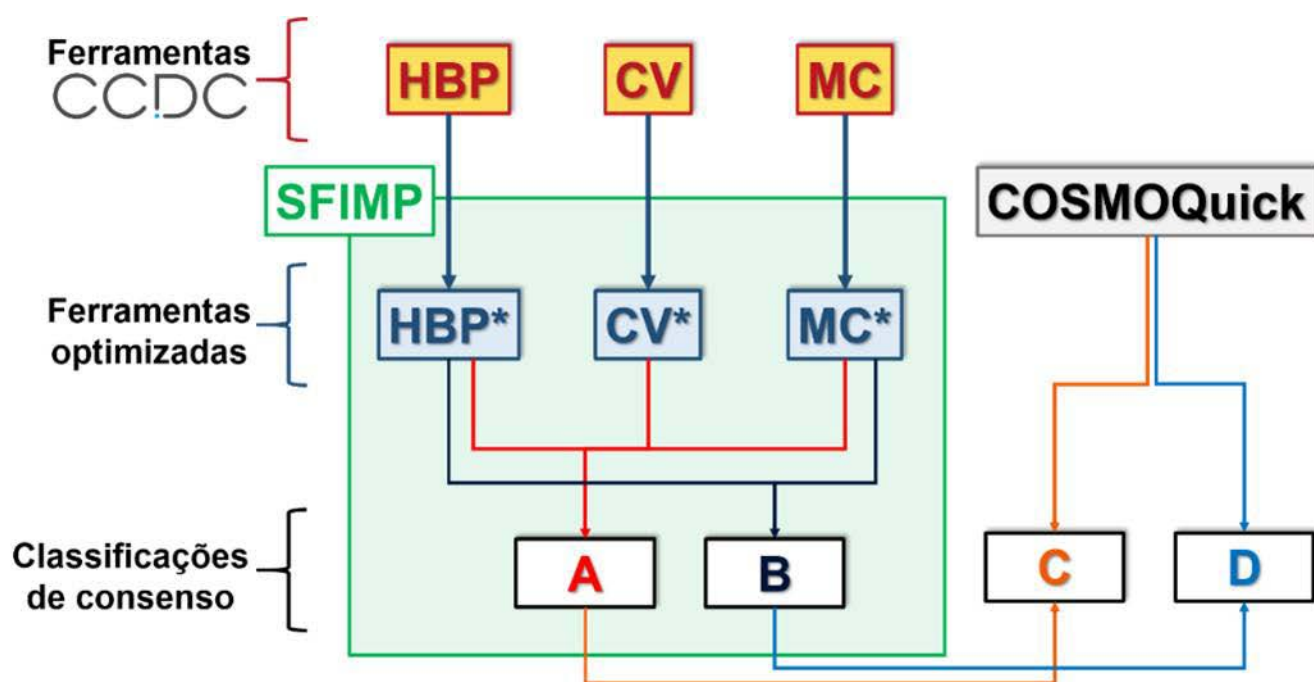 Ferramentas
CCDC
HBP
CV
MC
SFIMP
COSMOQuick
Ferramentas
optimizadas
HBP*
CV*
MC*
Classificações
de consenso
A
B
C
D